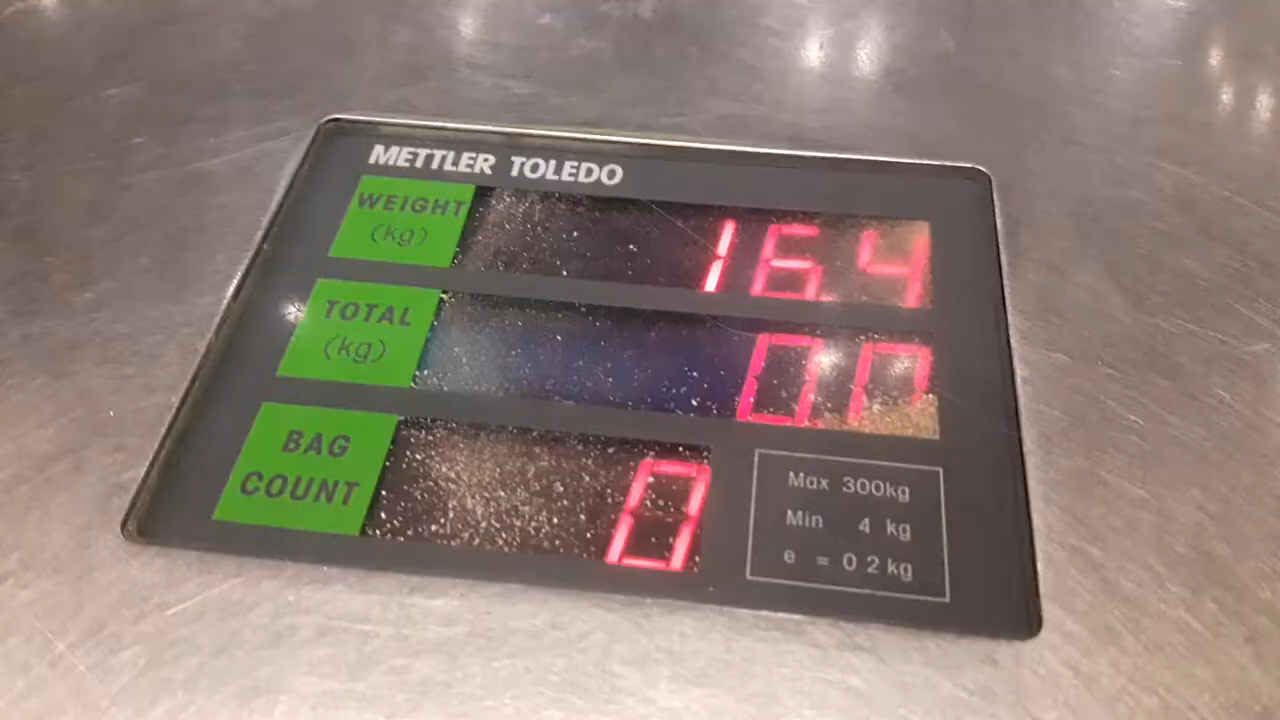 METTLER TOLEDO
WEIGHT
(kg)
16.4
TOTAL
(kg)
0.0
BAG
COUNT
0
Max 300kg
Min 4 kg
e = 0 2 kg